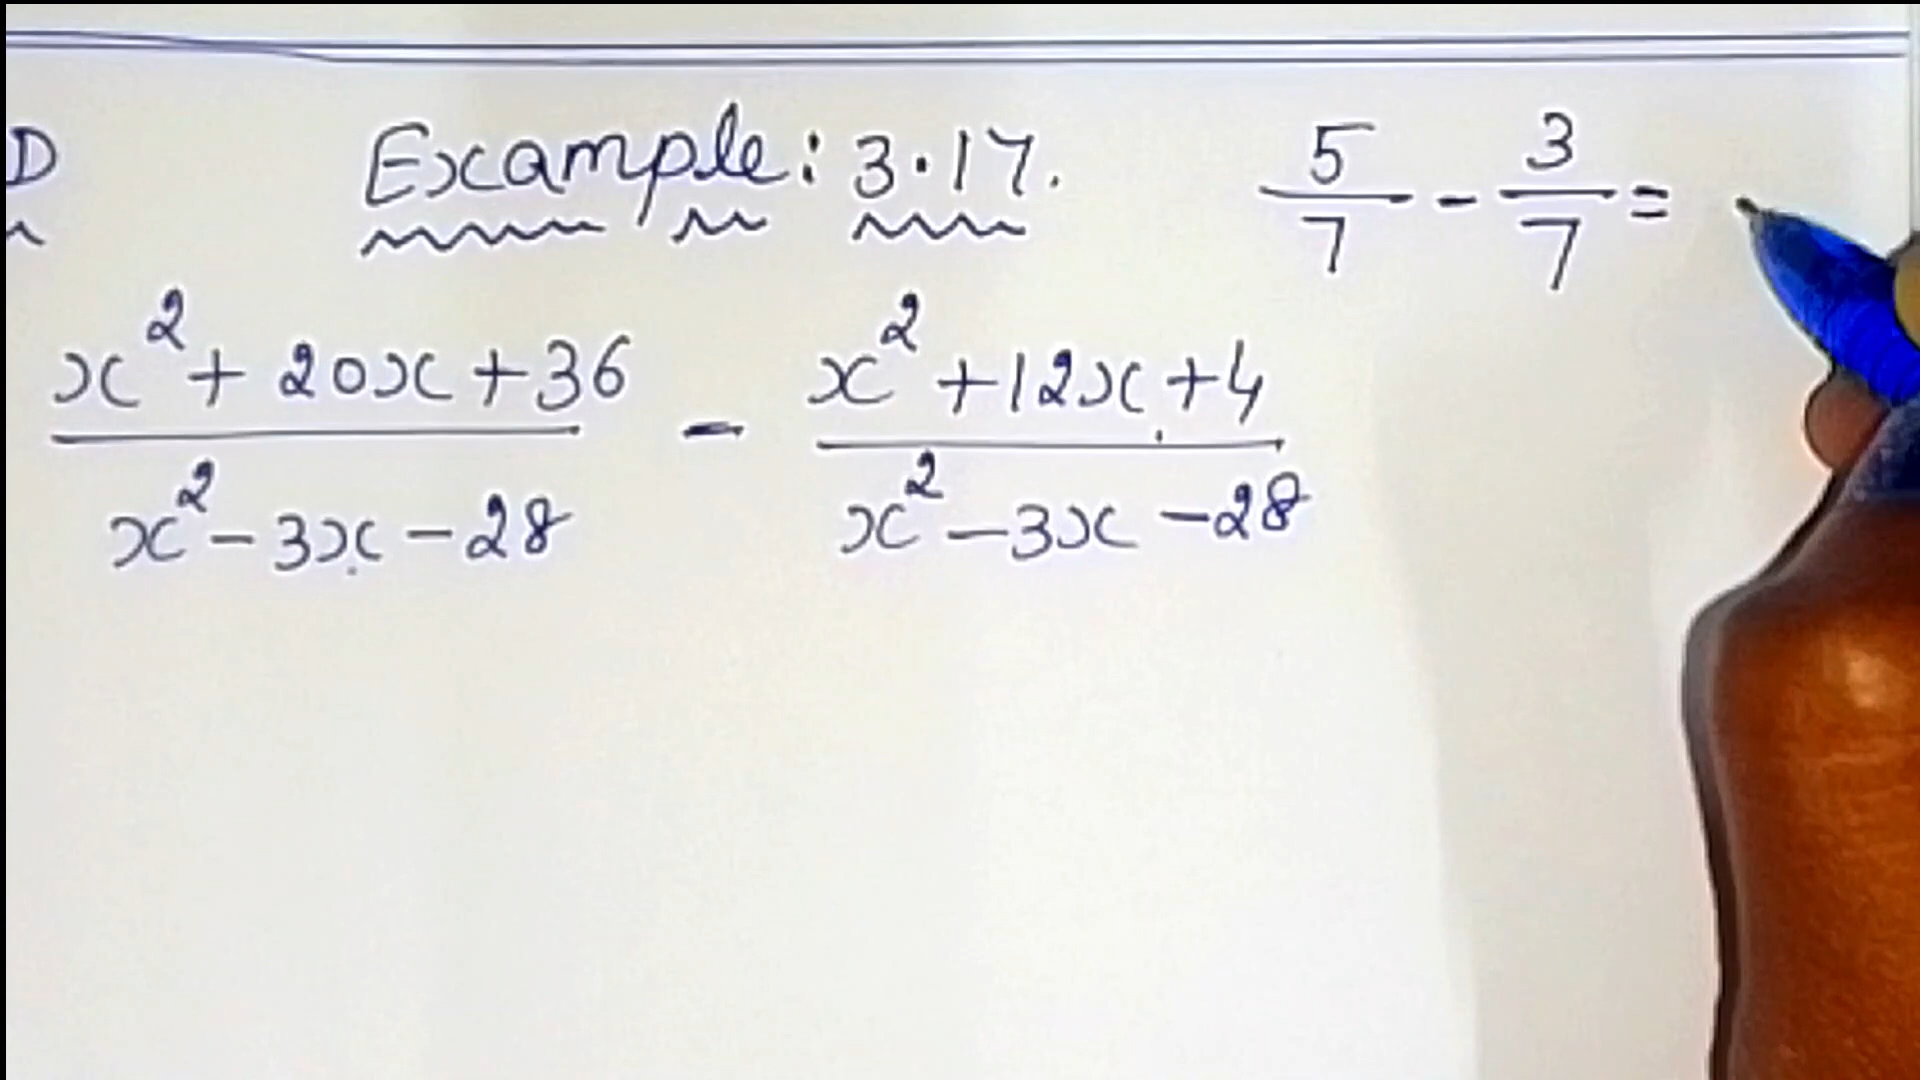 D Example: 3.17. 5/7 - 3/7 =
x² + 20x + 36 / x² - 3x - 28 - x² + 12x + 4 / x² - 3x - 28